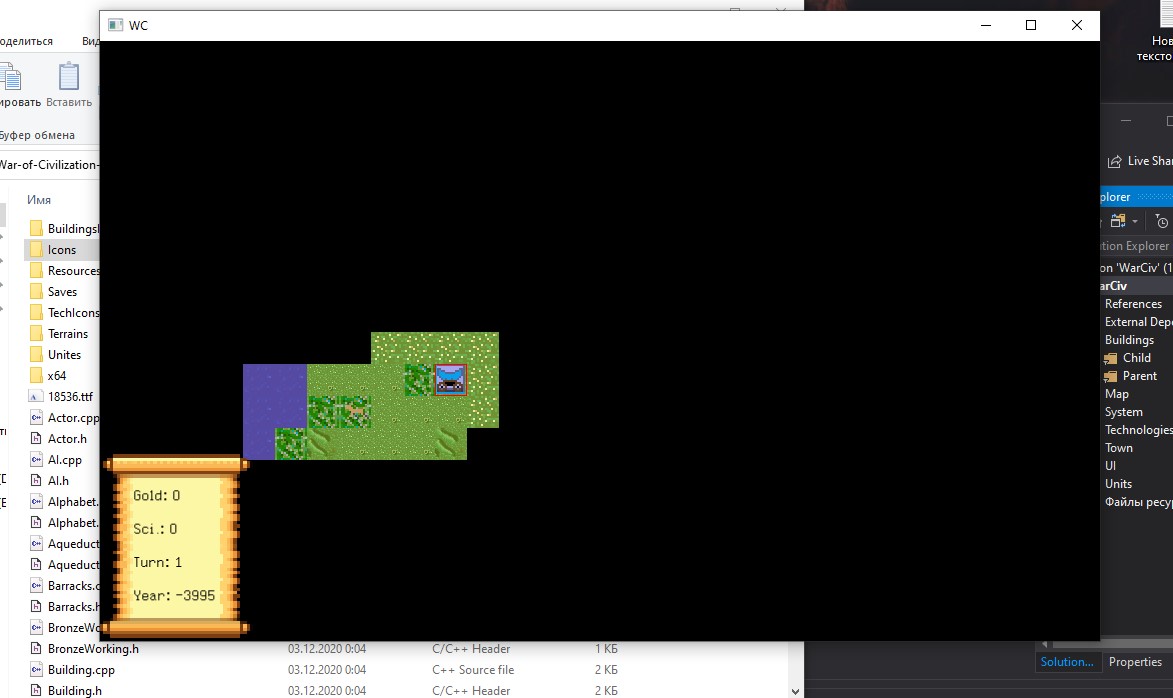 WC
оделиться
Вид
ировать
Вставить
Буфер обмена
War-of-Civilization-
Имя
Buildings
Icons
Resources
Saves
TechIcons
Terrains
Unites
x64
18536.ttf
Actor.cpp
Actor.h
AI.cpp
AI.h
Alphabet.
Alphabet.
Aqueduct
Aqueduct
Barracks.c
Barracks.h
BronzeWo
BronzeWorking.h 03.12.2020 0:04 C/C++ Header 1 КБ
Building.cpp 03.12.2020 0:04 C++ Source file 2 КБ
Building.h 03.12.2020 0:04 C/C++ Header 2 КБ
Gold: 0
Sci.: 0
Turn: 1
Year: -3995
Нов
тексто
Live Shar
plorer
tion Explorer
on 'WarCiv' (1
arCiv
References
External Depe
Buildings
Child
Parent
Map
System
Technologies
Town
UI
Units
Файлы ресу
Solution...
Properties